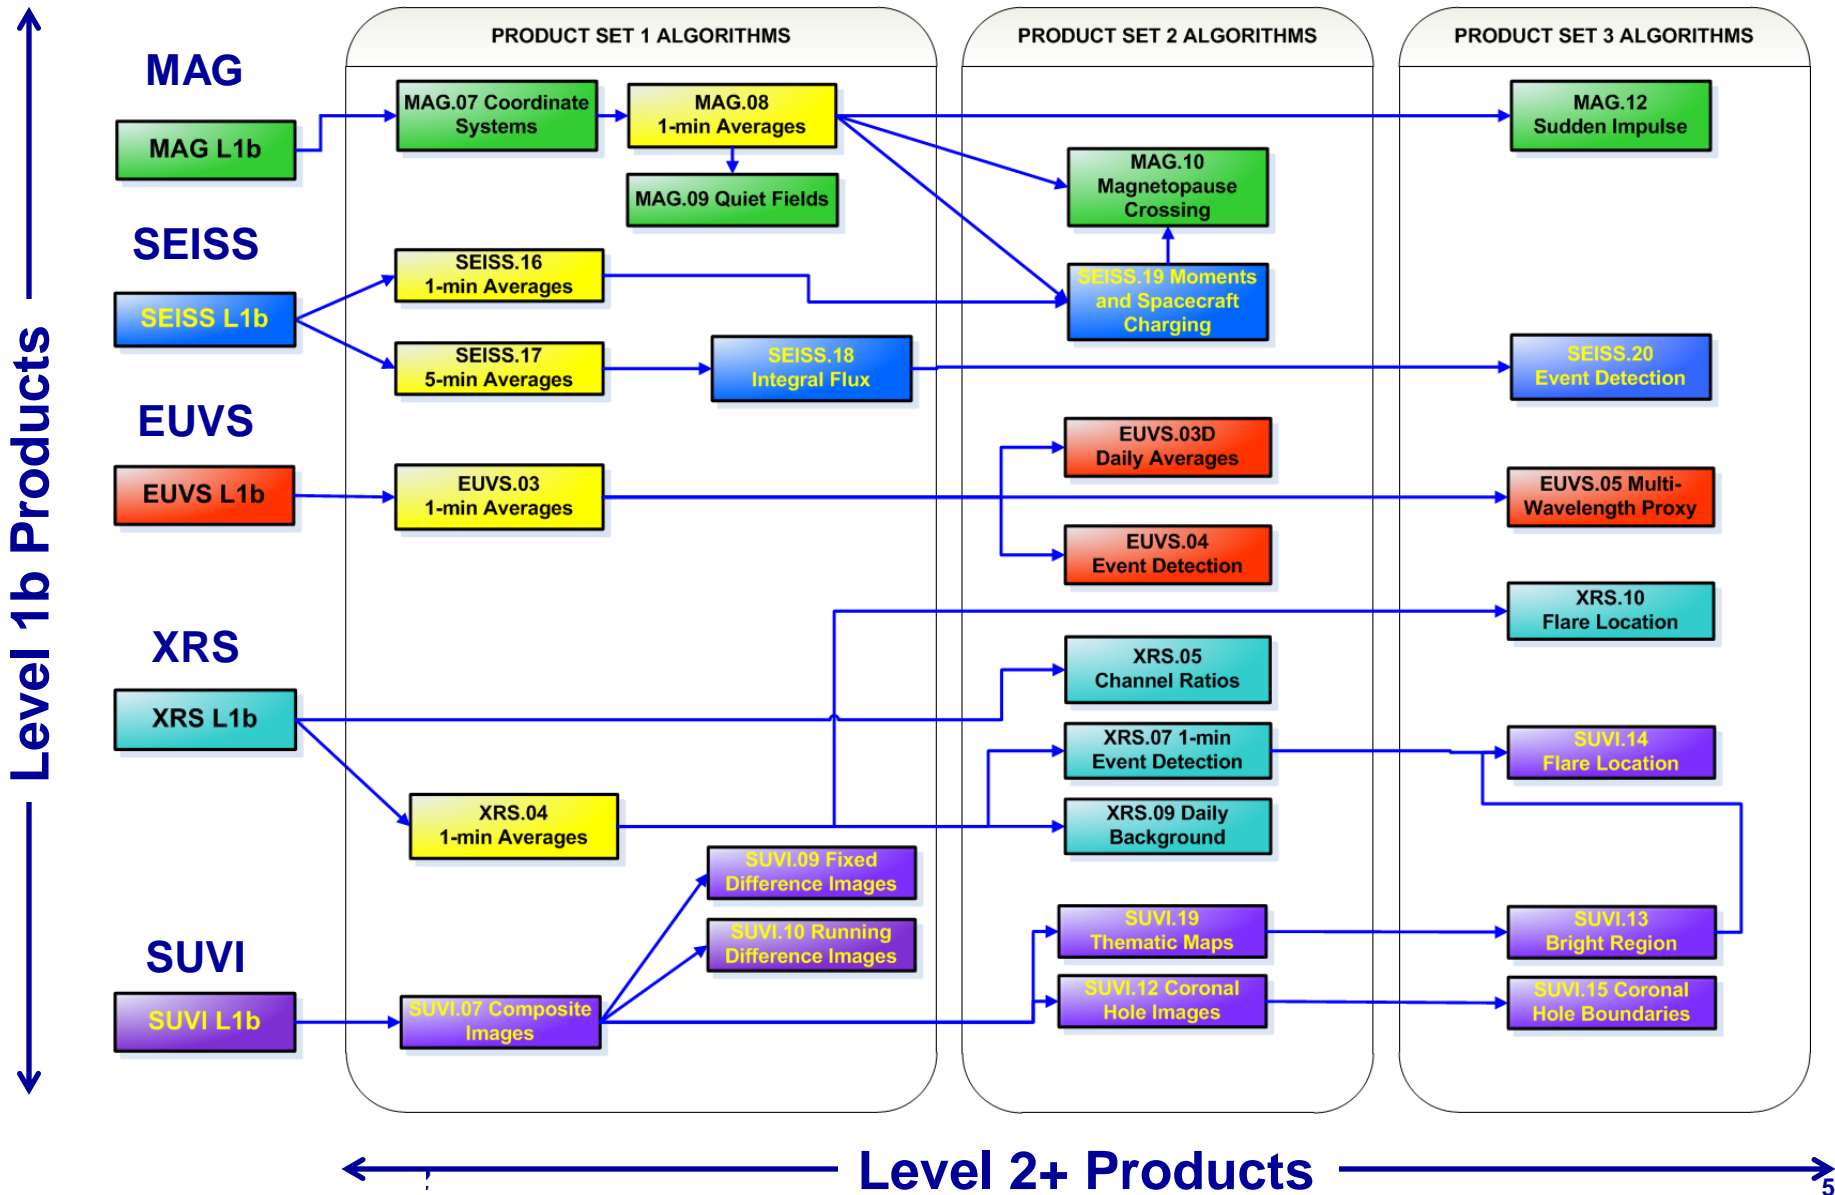 PRODUCT SET 1 ALGORITHMS
PRODUCT SET 2 ALGORITHMS
PRODUCT SET 3 ALGORITHMS
Level 1b Products
MAG
MAG L1b
MAG.07 Coordinate
Systems
MAG.08
1-min Averages
MAG.09 Quiet Fields
MAG.10
Magnetopause
Crossing
MAG.12
Sudden Impulse
SEISS
SEISS L1b
SEISS.16
1-min Averages
SEISS.17
5-min Averages
SEISS.18
Integral Flux
SEISS.19 Moments
and Spacecraft
Charging
SEISS.20
Event Detection
EUVS
EUVS L1b
EUVS.03
1-min Averages
EUVS.03D
Daily Averages
EUVS.04
Event Detection
EUVS.05 Multi-
Wavelength Proxy
XRS
XRS L1b
XRS.04
1-min Averages
XRS.05
Channel Ratios
XRS.07 1-min
Event Detection
XRS.09 Daily
Background
XRS.10
Flare Location
SUVI.14
Flare Location
SUVI
SUVI L1b
SUVI.07 Composite
Images
SUVI.09 Fixed
Difference Images
SUVI.10 Running
Difference Images
SUVI.19
Thematic Maps
SUVI.12 Coronal
Hole Images
SUVI.13
Bright Region
SUVI.15 Coronal
Hole Boundaries
Level 2+ Products
5